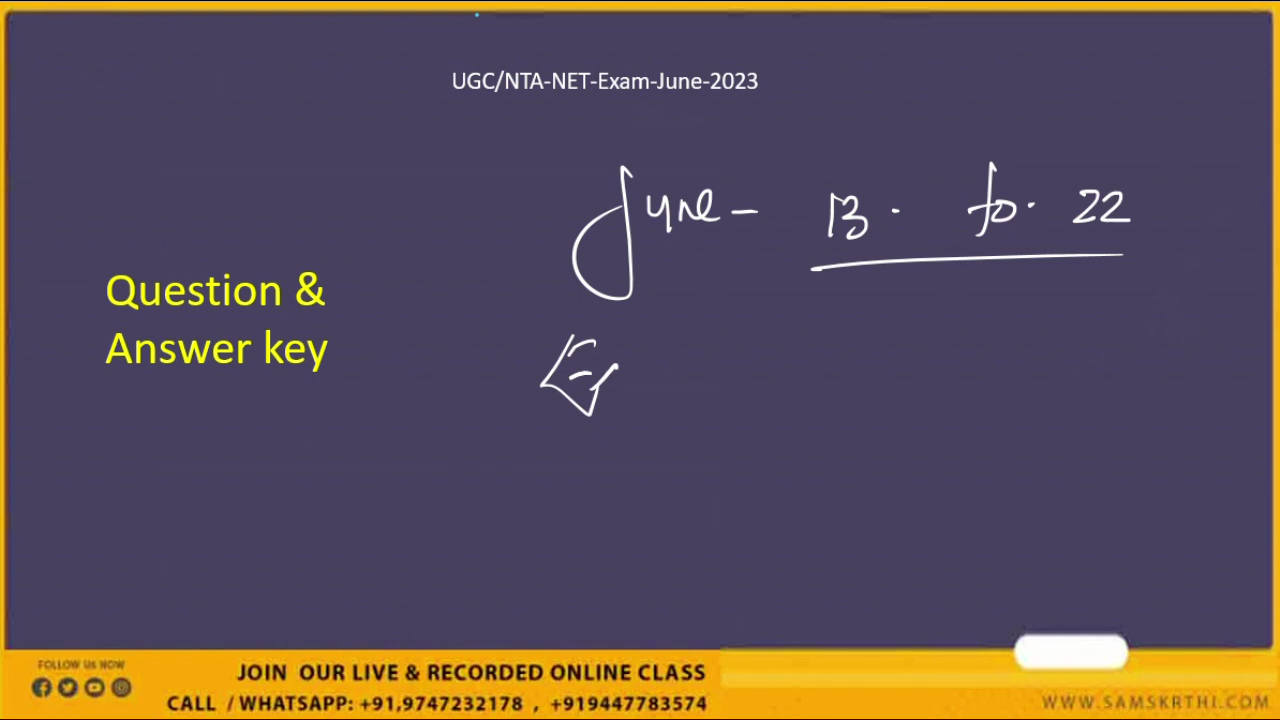 UGC/NTA-NET-Exam-June-2023
June - 13. to. 22
Question &
Answer key
FOLLOW US NOW
JOIN OUR LIVE & RECORDED ONLINE CLASS
CALL / WHATSAPP: +91,9747232178 , +919447783574
WWW.SAMSKRTHI.COM